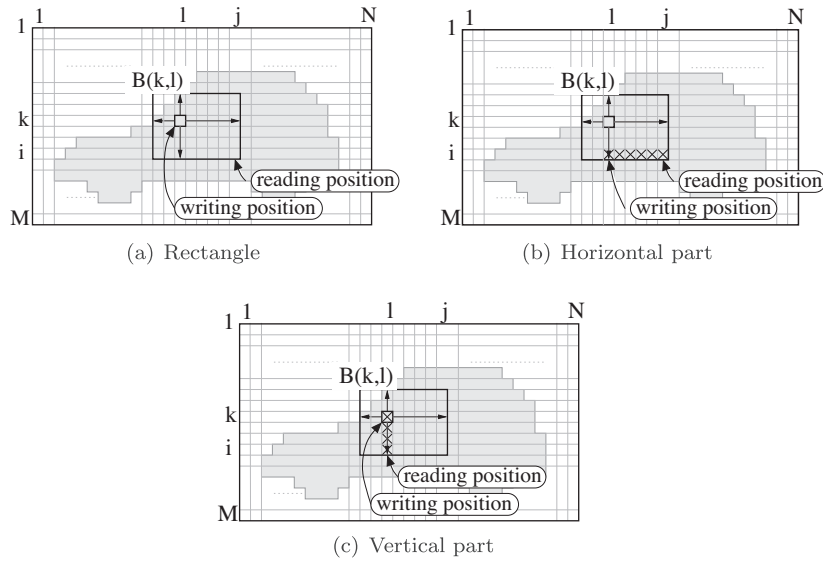 1 l j N
1
B(k,l)
k
i
reading position
writing position
M
(a) Rectangle
1 l j N
1
B(k,l)
k
i
reading position
writing position
M
(b) Horizontal part
1 l j N
1
B(k,l)
k
i
reading position
writing position
M
(c) Vertical part